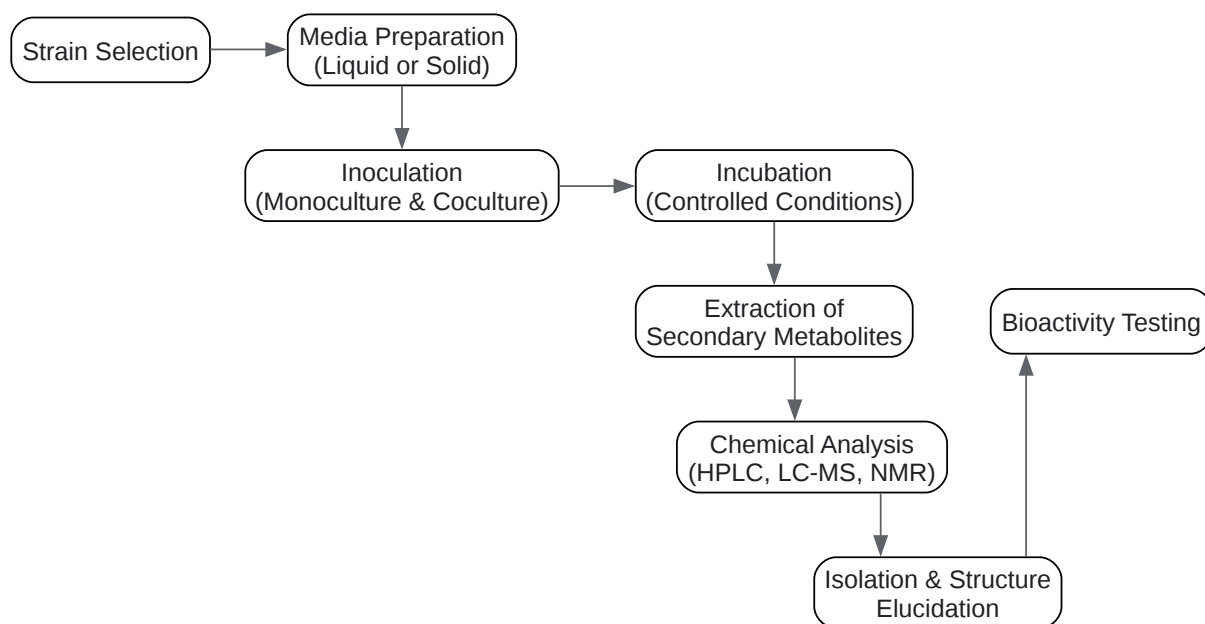 Strain Selection
Media Preparation
(Liquid or Solid)
Inoculation
(Monoculture & Coculture)
Incubation
(Controlled Conditions)
Extraction of
Secondary Metabolites
Bioactivity Testing
Chemical Analysis
(HPLC, LC-MS, NMR)
Isolation & Structure
Elucidation